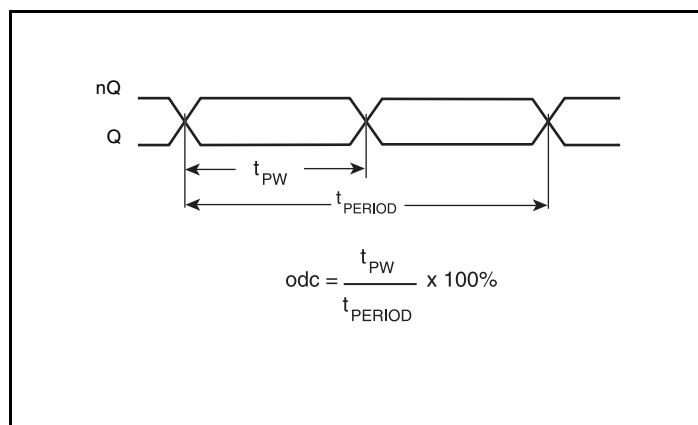 nQ
Q
tPW
tPERIOD
odc = tPW / tPERIOD x 100%